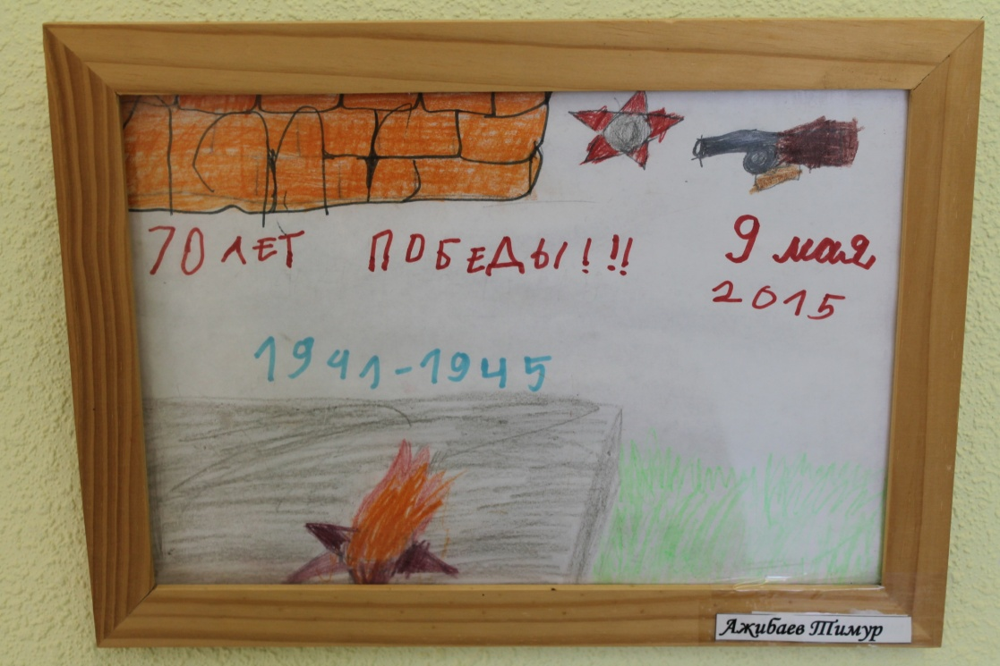 70 ЛЕТ ПОБЕДЫ!!!
9 мая
2015
1941-1945
Ажибаев Тимур